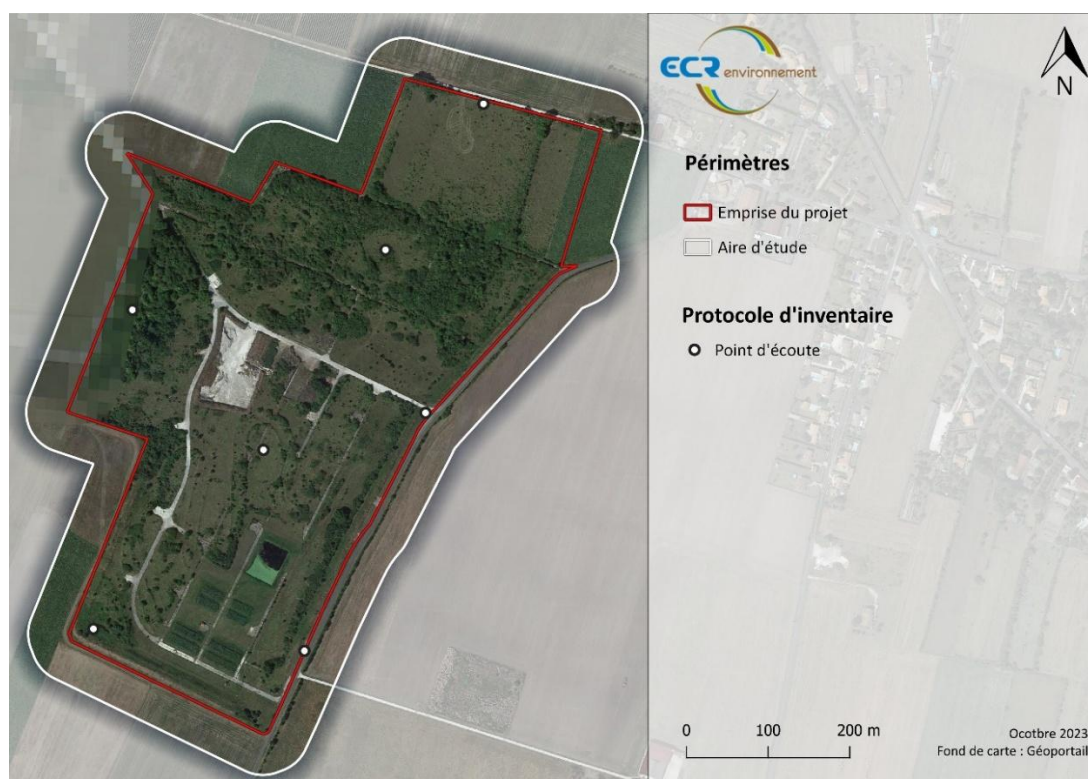 ECR environnement
N
Périmètres
Emprise du projet
Aire d'étude
Protocole d'inventaire
Point d'écoute
0 100 200 m
Ocotbre 2023
Fond de carte : Géoportail